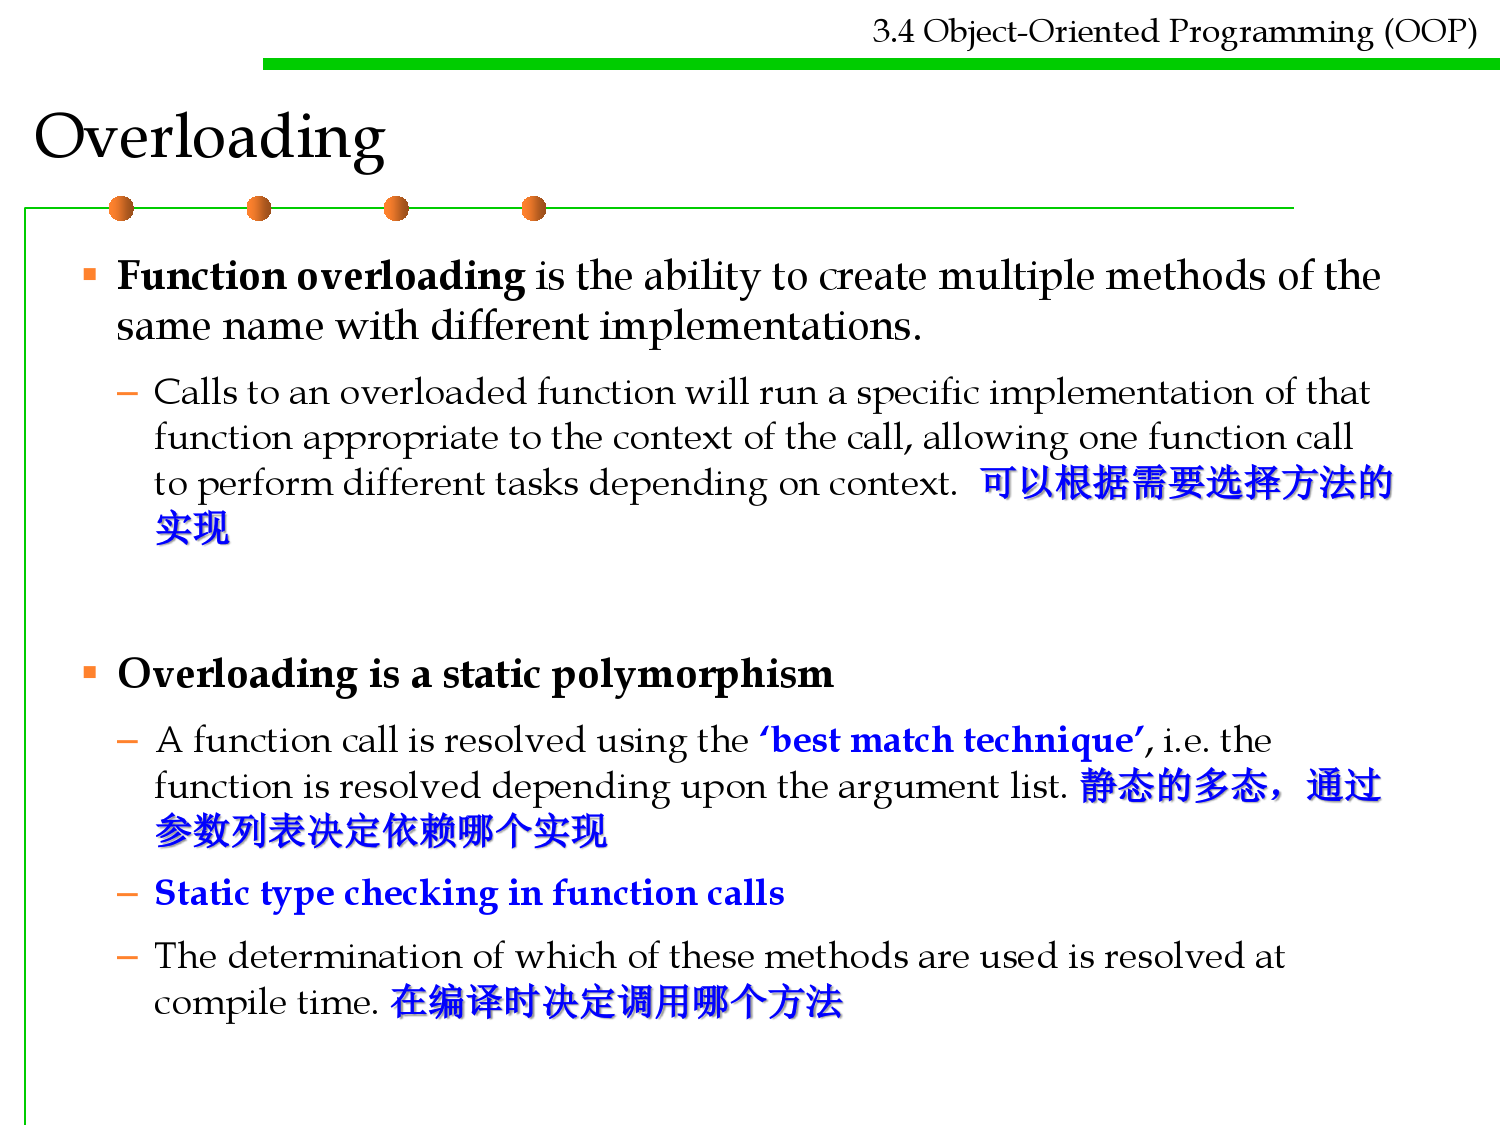 3.4 Object-Oriented Programming (OOP)
Overloading
▪ Function overloading is the ability to create multiple methods of the
same name with different implementations.
– Calls to an overloaded function will run a specific implementation of that
function appropriate to the context of the call, allowing one function call
to perform different tasks depending on context. 可以根据需要选择方法的
实现
▪ Overloading is a static polymorphism
– A function call is resolved using the ‘best match technique’, i.e. the
function is resolved depending upon the argument list. 静态的多态，通过
参数列表决定依赖哪个实现
– Static type checking in function calls
– The determination of which of these methods are used is resolved at
compile time. 在编译时决定调用哪个方法